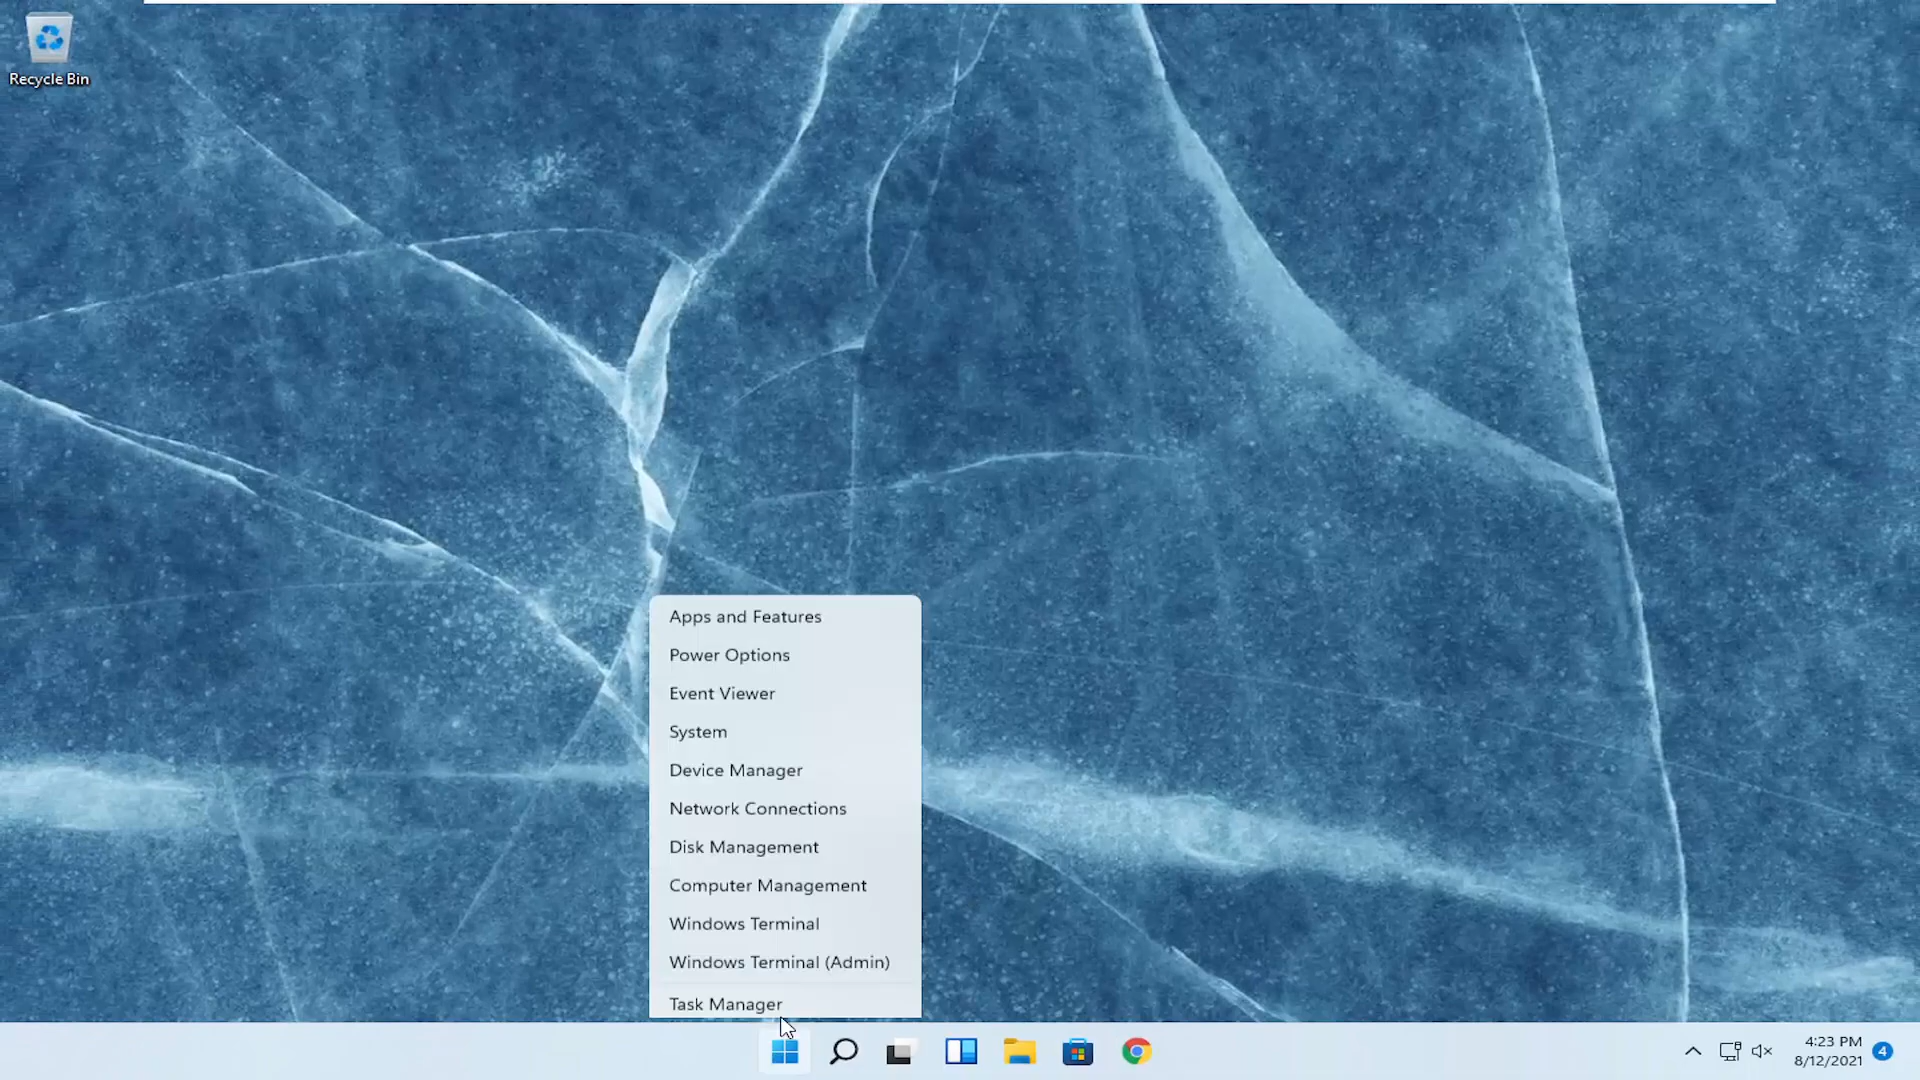 Recycle Bin
Apps and Features
Power Options
Event Viewer
System
Device Manager
Network Connections
Disk Management
Computer Management
Windows Terminal
Windows Terminal (Admin)
Task Manager
4:23 PM
8/12/2021
4